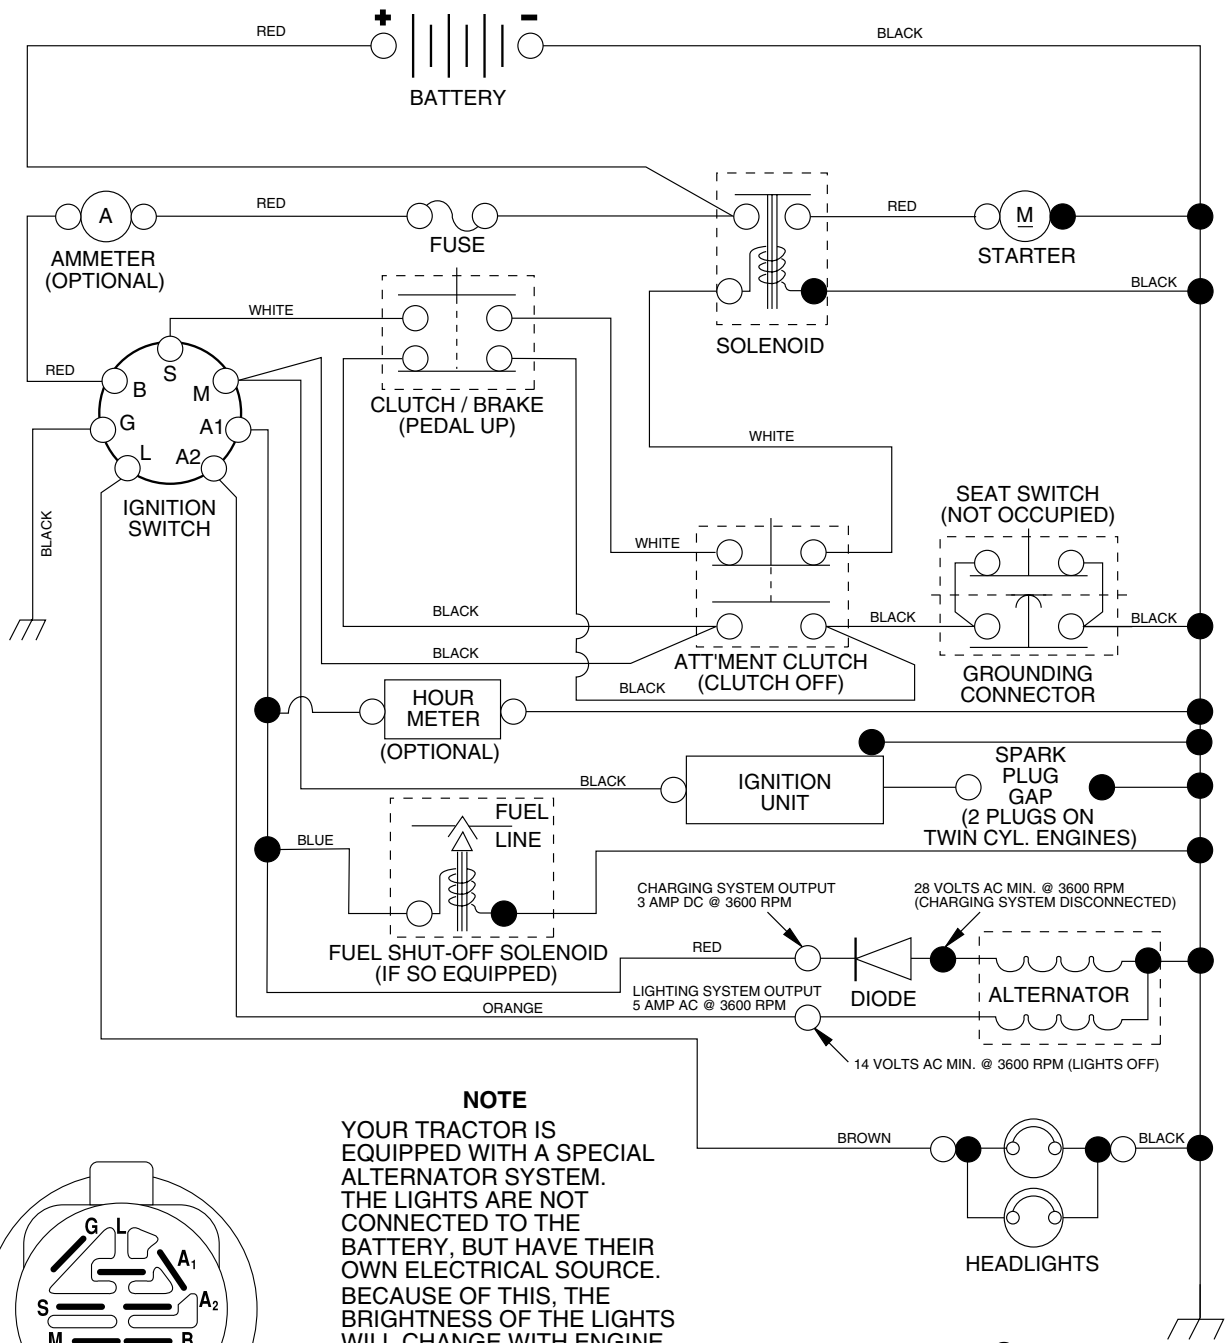 +
-
RED
BLACK
BATTERY
A
RED
RED
M
FUSE
STARTER
AMMETER
(OPTIONAL)
BLACK
WHITE
SOLENOID
RED
S
B
M
CLUTCH / BRAKE
(PEDAL UP)
G
A1
L
A2
WHITE
IGNITION
SWITCH
BLACK
SEAT SWITCH
(NOT OCCUPIED)
WHITE
BLACK
BLACK
BLACK
BLACK
ATT'MENT CLUTCH
(CLUTCH OFF)
BLACK
GROUNDING
CONNECTOR
HOUR
METER
(OPTIONAL)
SPARK
PLUG
GAP
(2 PLUGS ON
TWIN CYL. ENGINES)
BLACK
IGNITION
UNIT
FUEL
LINE
BLUE
CHARGING SYSTEM OUTPUT
3 AMP DC @ 3600 RPM
28 VOLTS AC MIN. @ 3600 RPM
(CHARGING SYSTEM DISCONNECTED)
FUEL SHUT-OFF SOLENOID
(IF SO EQUIPPED)
RED
DIODE
ALTERNATOR
LIGHTING SYSTEM OUTPUT
5 AMP AC @ 3600 RPM
ORANGE
14 VOLTS AC MIN. @ 3600 RPM (LIGHTS OFF)
NOTE
YOUR TRACTOR IS
EQUIPPED WITH A SPECIAL
ALTERNATOR SYSTEM.
THE LIGHTS ARE NOT
CONNECTED TO THE
BATTERY, BUT HAVE THEIR
OWN ELECTRICAL SOURCE.
BECAUSE OF THIS, THE
BRIGHTNESS OF THE LIGHTS
WILL CHANGE WITH ENGINE
BROWN
BLACK
HEADLIGHTS
G L
A1
A2
S
M
B